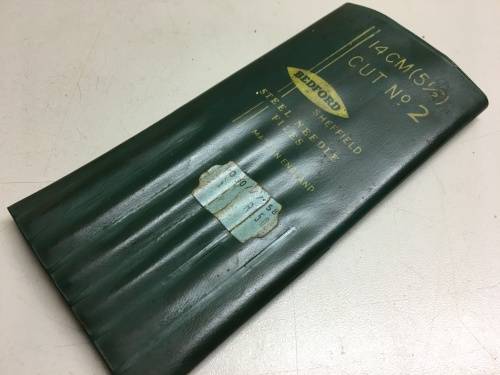 14CM (5½)
CUT Nº 2
BEDFORD
SHEFFIELD
STEEL NEEDLE
FILES
MADE IN ENGLAND